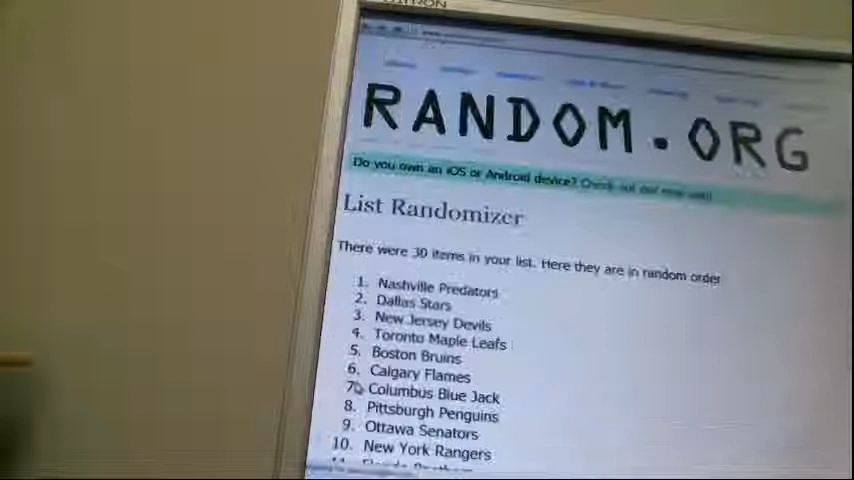 RANDOM.ORG
Do you own an iOS or Android device? Check out our new app!
List Randomizer
There were 30 items in your list. Here they are in random order
1. Nashville Predators
2. Dallas Stars
3. New Jersey Devils
4. Toronto Maple Leafs
5. Boston Bruins
6. Calgary Flames
7. Columbus Blue Jack
8. Pittsburgh Penguins
9. Ottawa Senators
10. New York Rangers